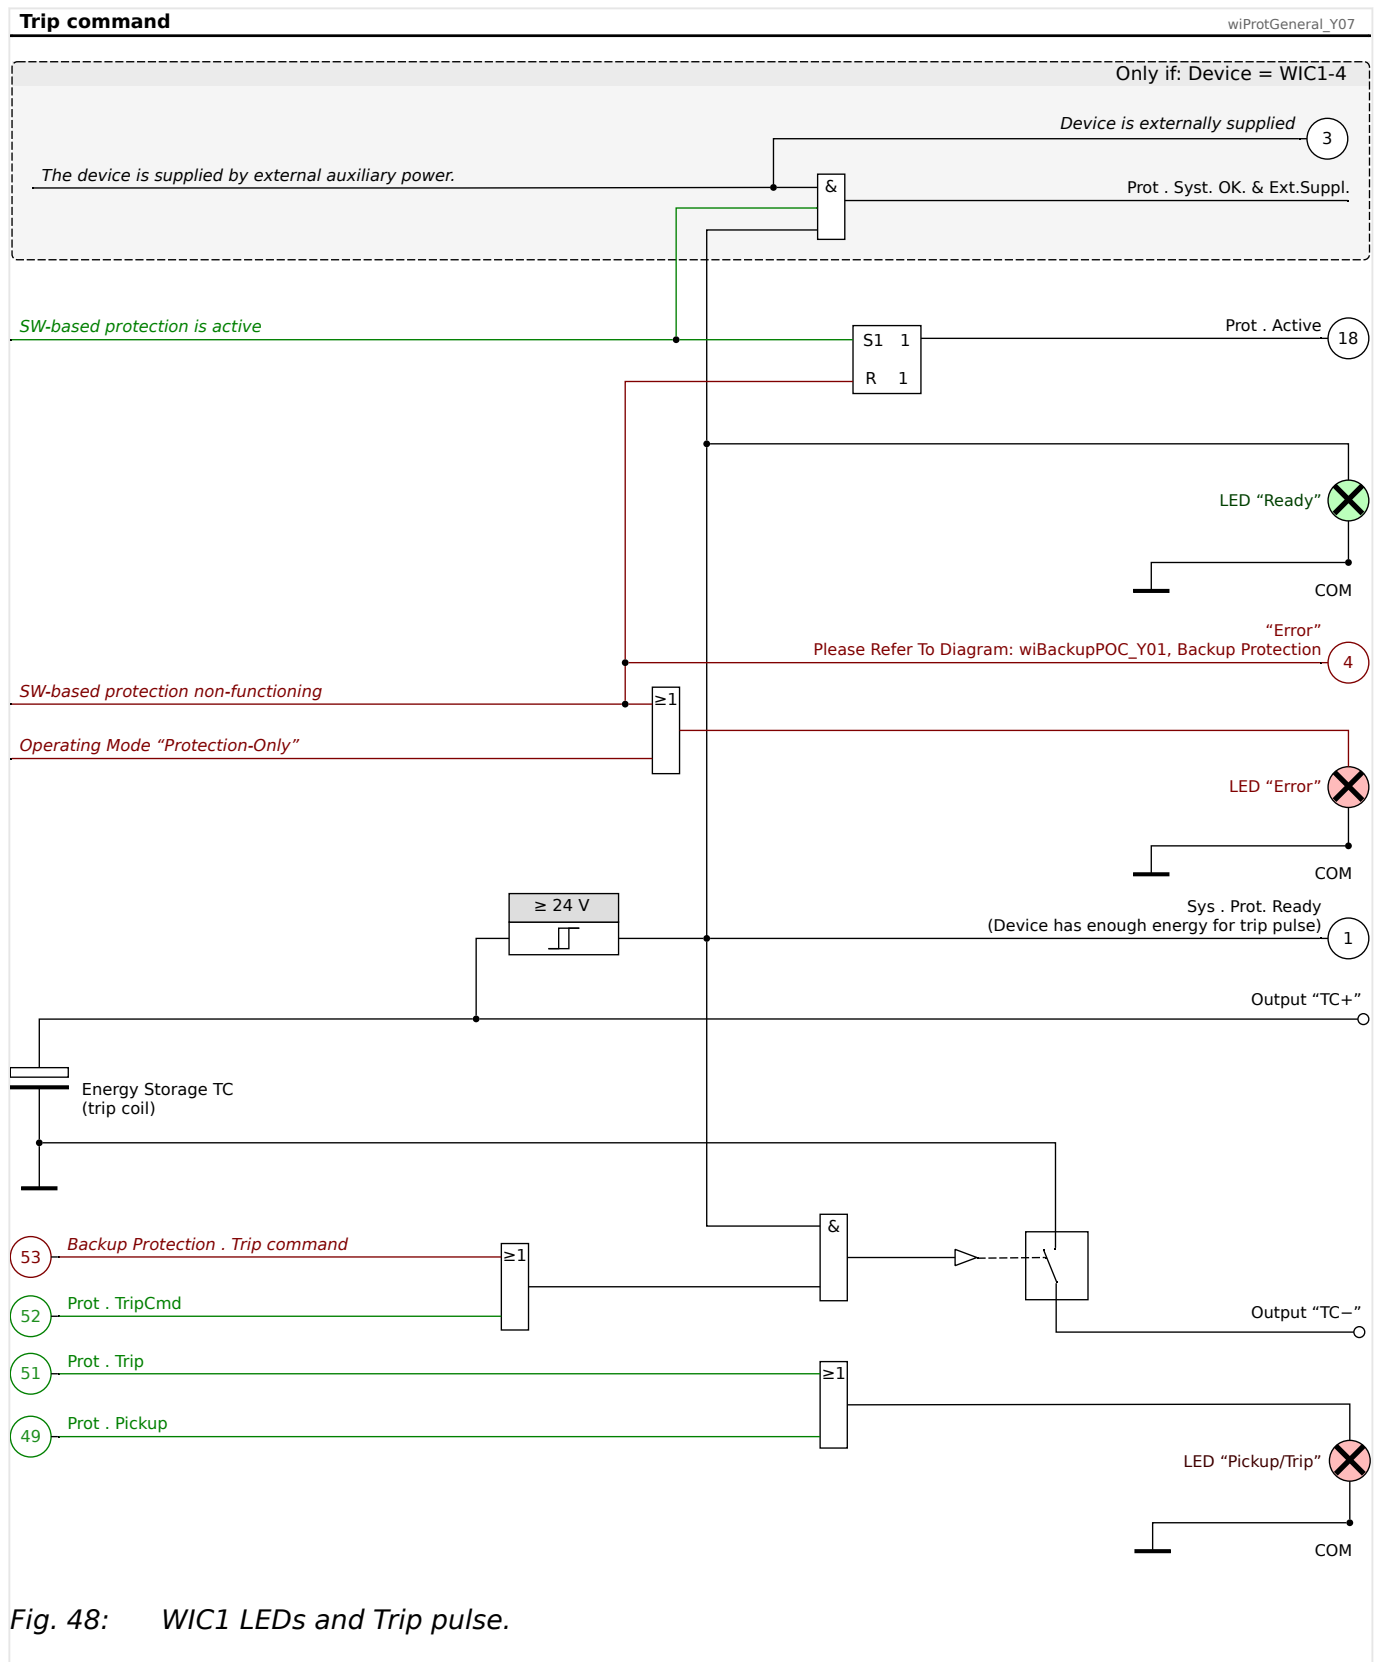 Trip command
wiProtGeneral_Y07
Only if: Device = WIC1-4
Device is externally supplied
3
The device is supplied by external auxiliary power.
&
Prot . Syst. OK. & Ext.Suppl.
SW-based protection is active
S1 1
R 1
Prot . Active
18
LED “Ready”
COM
“Error”
Please Refer To Diagram: wiBackupPOC_Y01, Backup Protection
4
SW-based protection non-functioning
≥1
Operating Mode “Protection-Only”
LED “Error”
COM
≥ 24 V
Sys . Prot. Ready
(Device has enough energy for trip pulse)
1
Output “TC+”
Energy Storage TC
(trip coil)
&
53
Backup Protection . Trip command
≥1
52
Prot . TripCmd
Output “TC−”
51
Prot . Trip
≥1
49
Prot . Pickup
LED “Pickup/Trip”
COM
Fig. 48: WIC1 LEDs and Trip pulse.